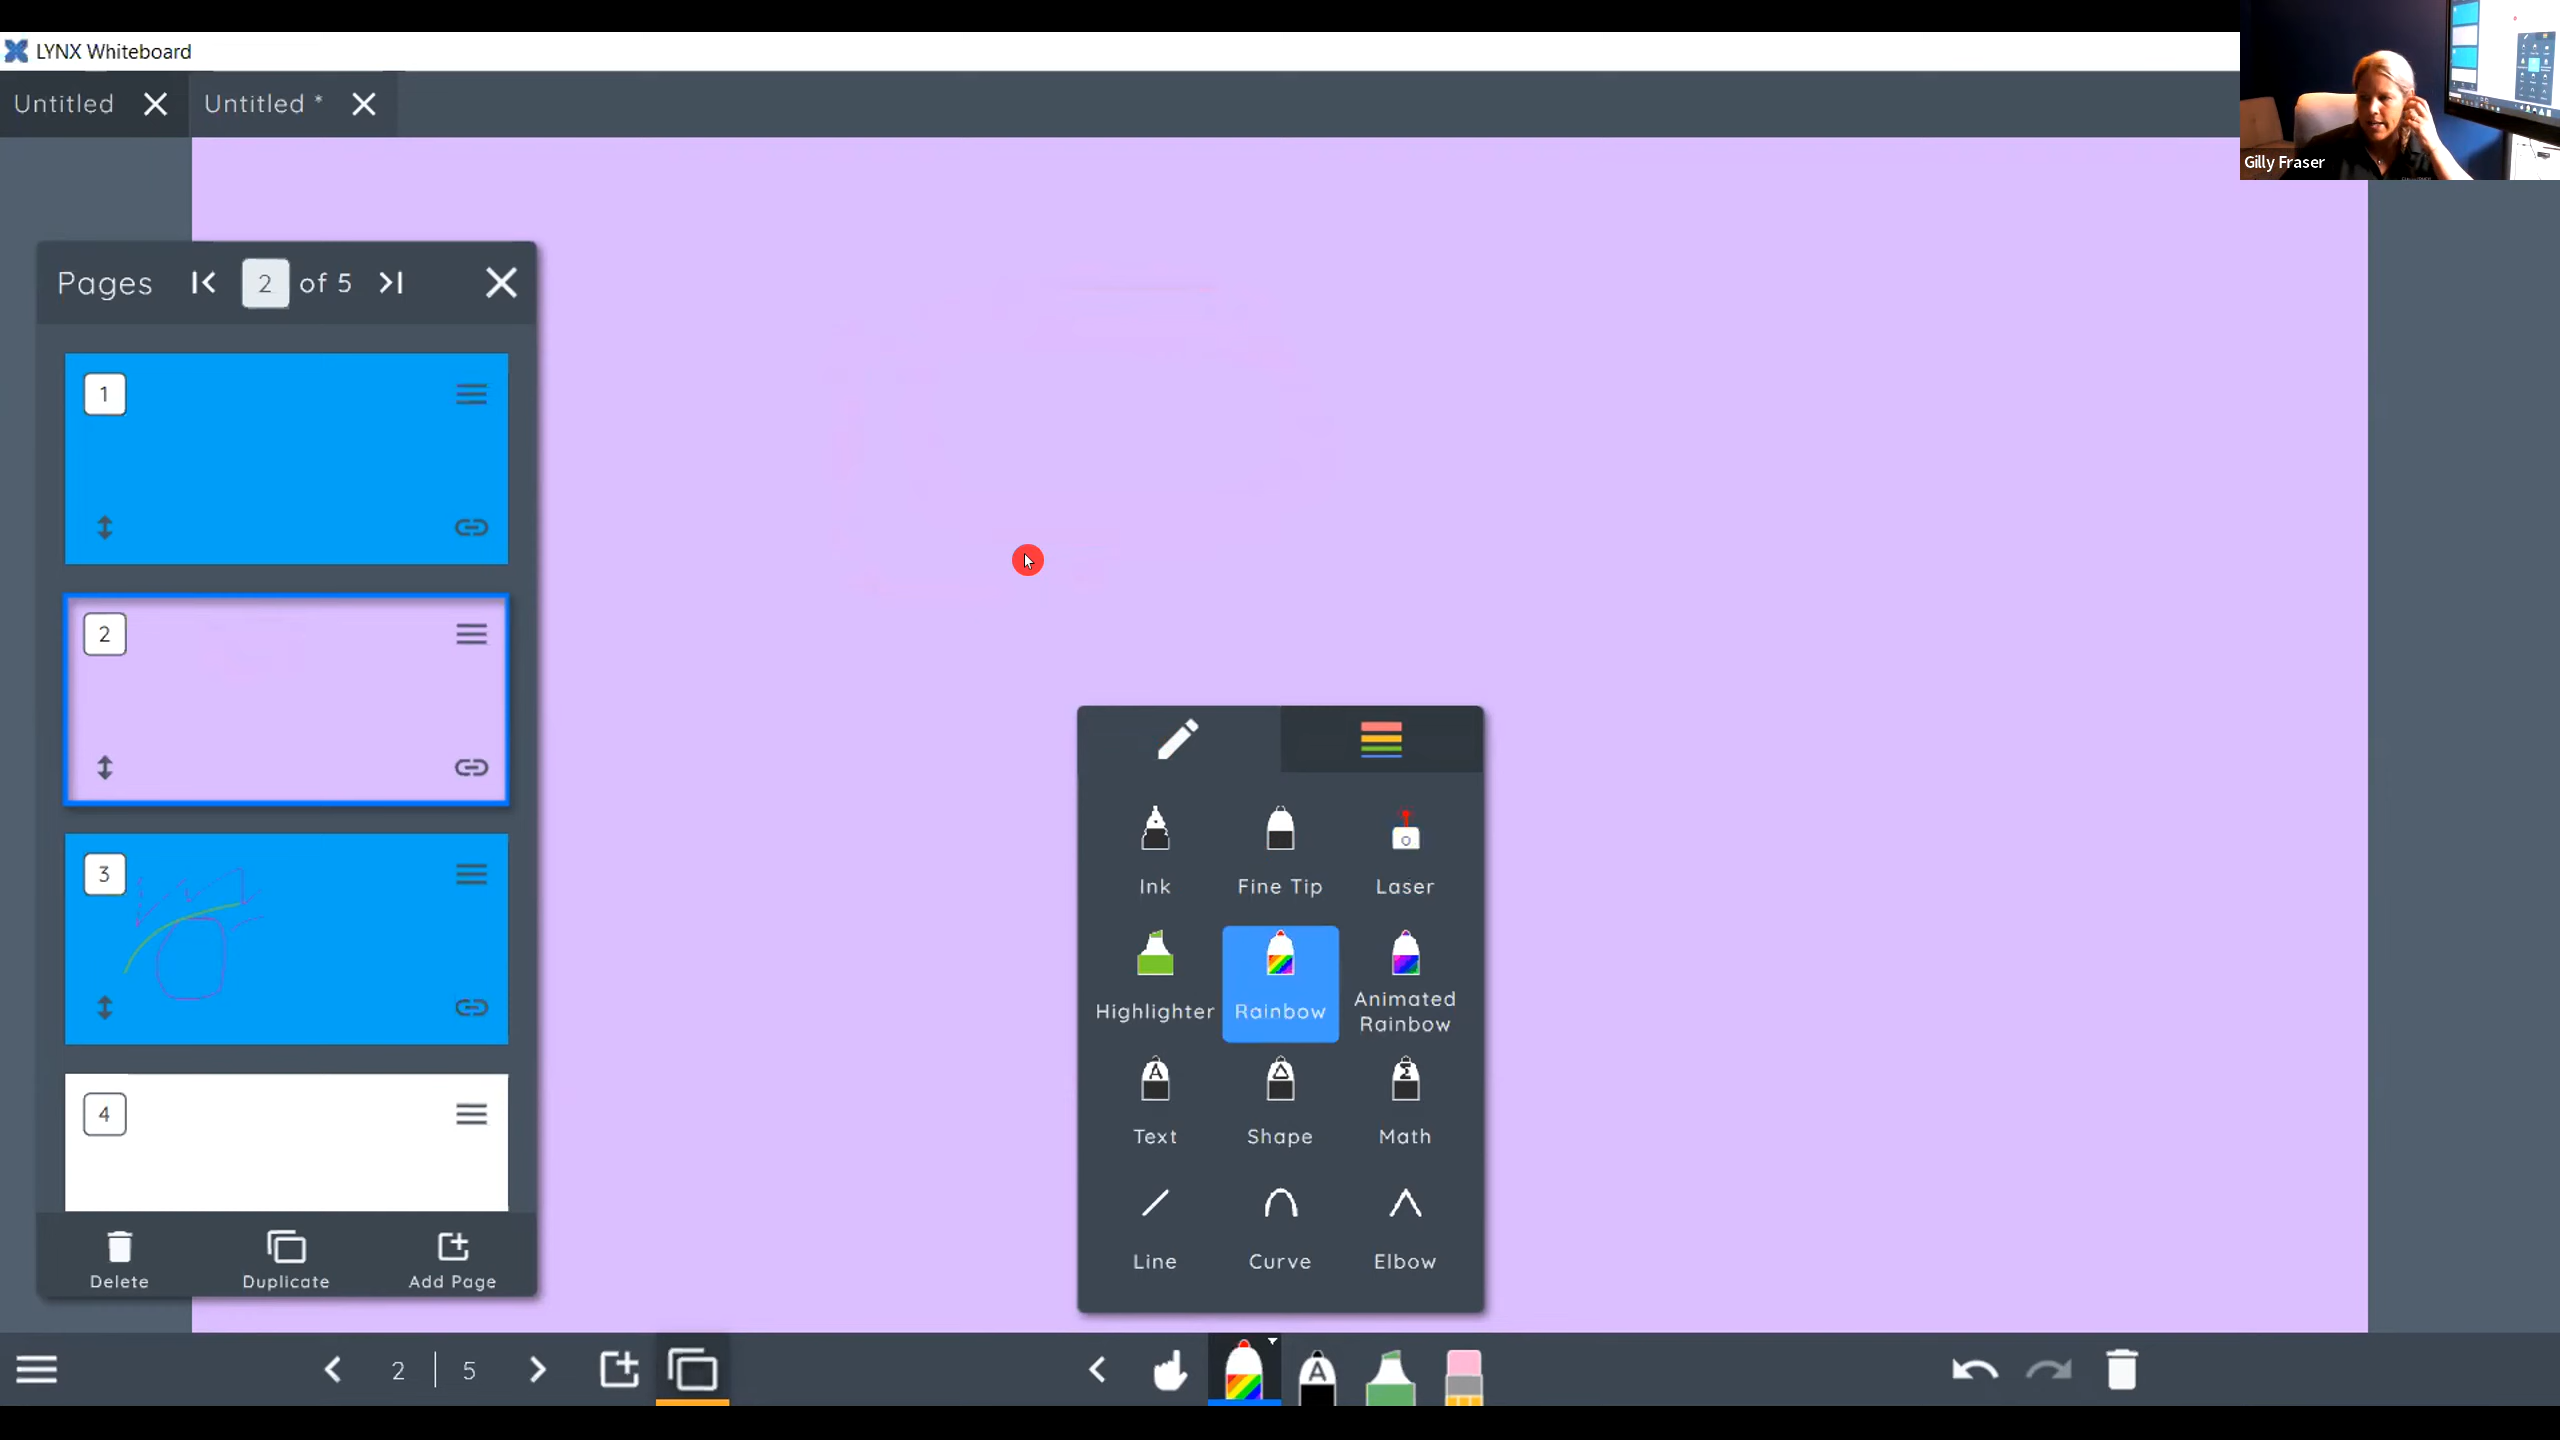 LYNX Whiteboard
Untitled
Untitled *
Gilly Fraser
Pages 2 of 5
1
2
3
4
Delete Duplicate Add Page
Ink Fine Tip Laser
Highlighter Rainbow Animated Rainbow
Text Shape Math
Line Curve Elbow
2 | 5
A